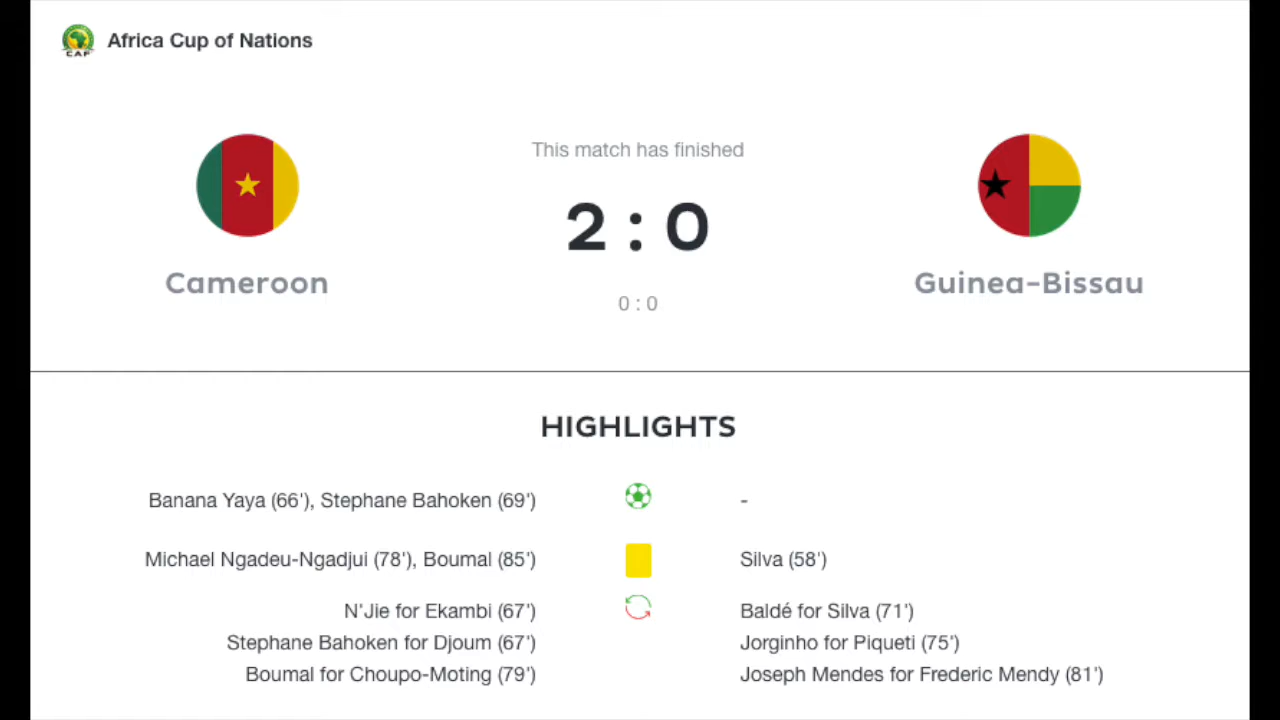 CAF
Africa Cup of Nations
This match has finished
2 : 0
Cameroon
Guinea-Bissau
0 : 0
HIGHLIGHTS
Banana Yaya (66'), Stephane Bahoken (69')
-
Michael Ngadeu-Ngadjui (78'), Boumal (85')
Silva (58')
N'Jie for Ekambi (67')
Baldé for Silva (71')
Stephane Bahoken for Djoum (67')
Jorginho for Piqueti (75')
Boumal for Choupo-Moting (79')
Joseph Mendes for Frederic Mendy (81')